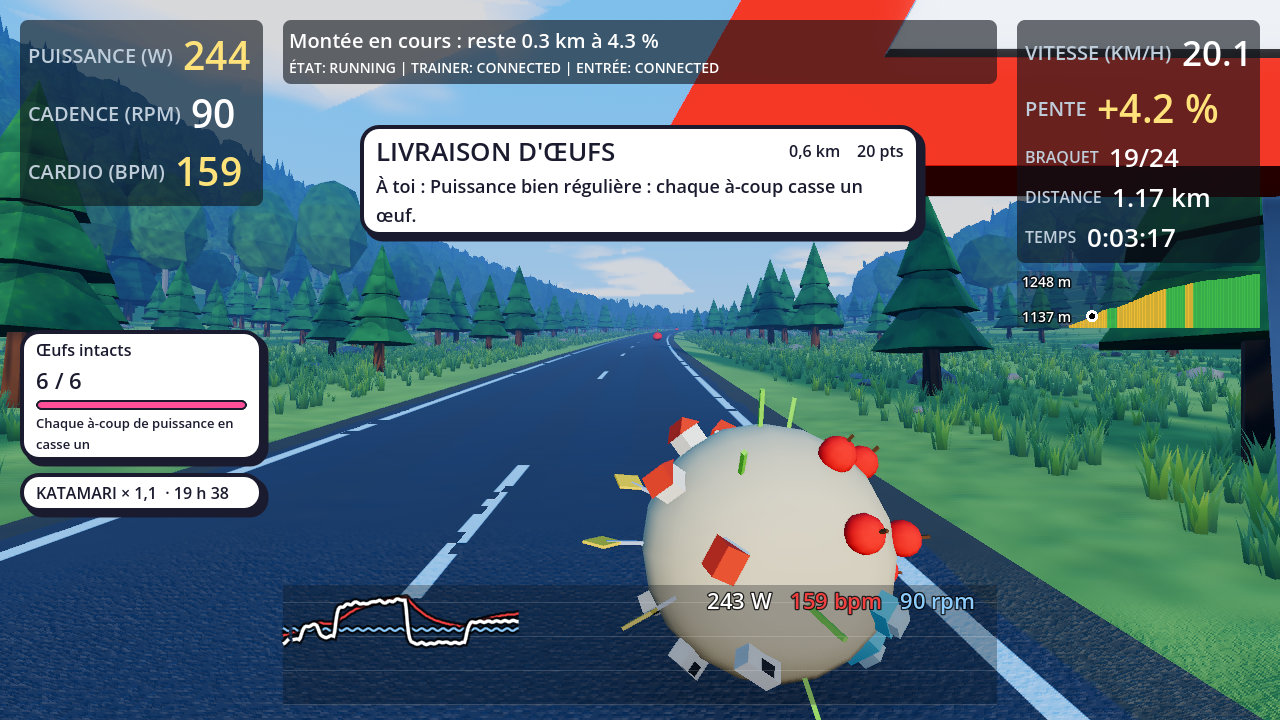 PUISSANCE (W) 244
CADENCE (RPM) 90
CARDIO (BPM) 159
Montée en cours : reste 0.3 km à 4.3 %
ÉTAT: RUNNING | TRAINER: CONNECTED | ENTRÉE: CONNECTED
VITESSE (KM/H) 20.1
PENTE +4.2 %
BRAQUET 19/24
DISTANCE 1.17 km
TEMPS 0:03:17
1248 m
1137 m
LIVRAISON D'ŒUFS 0,6 km 20 pts
À toi : Puissance bien régulière : chaque à-coup casse un
œuf.
Œufs intacts
6 / 6
Chaque à-coup de puissance en
casse un
KATAMARI × 1,1 · 19 h 38
243 W 159 bpm 90 rpm